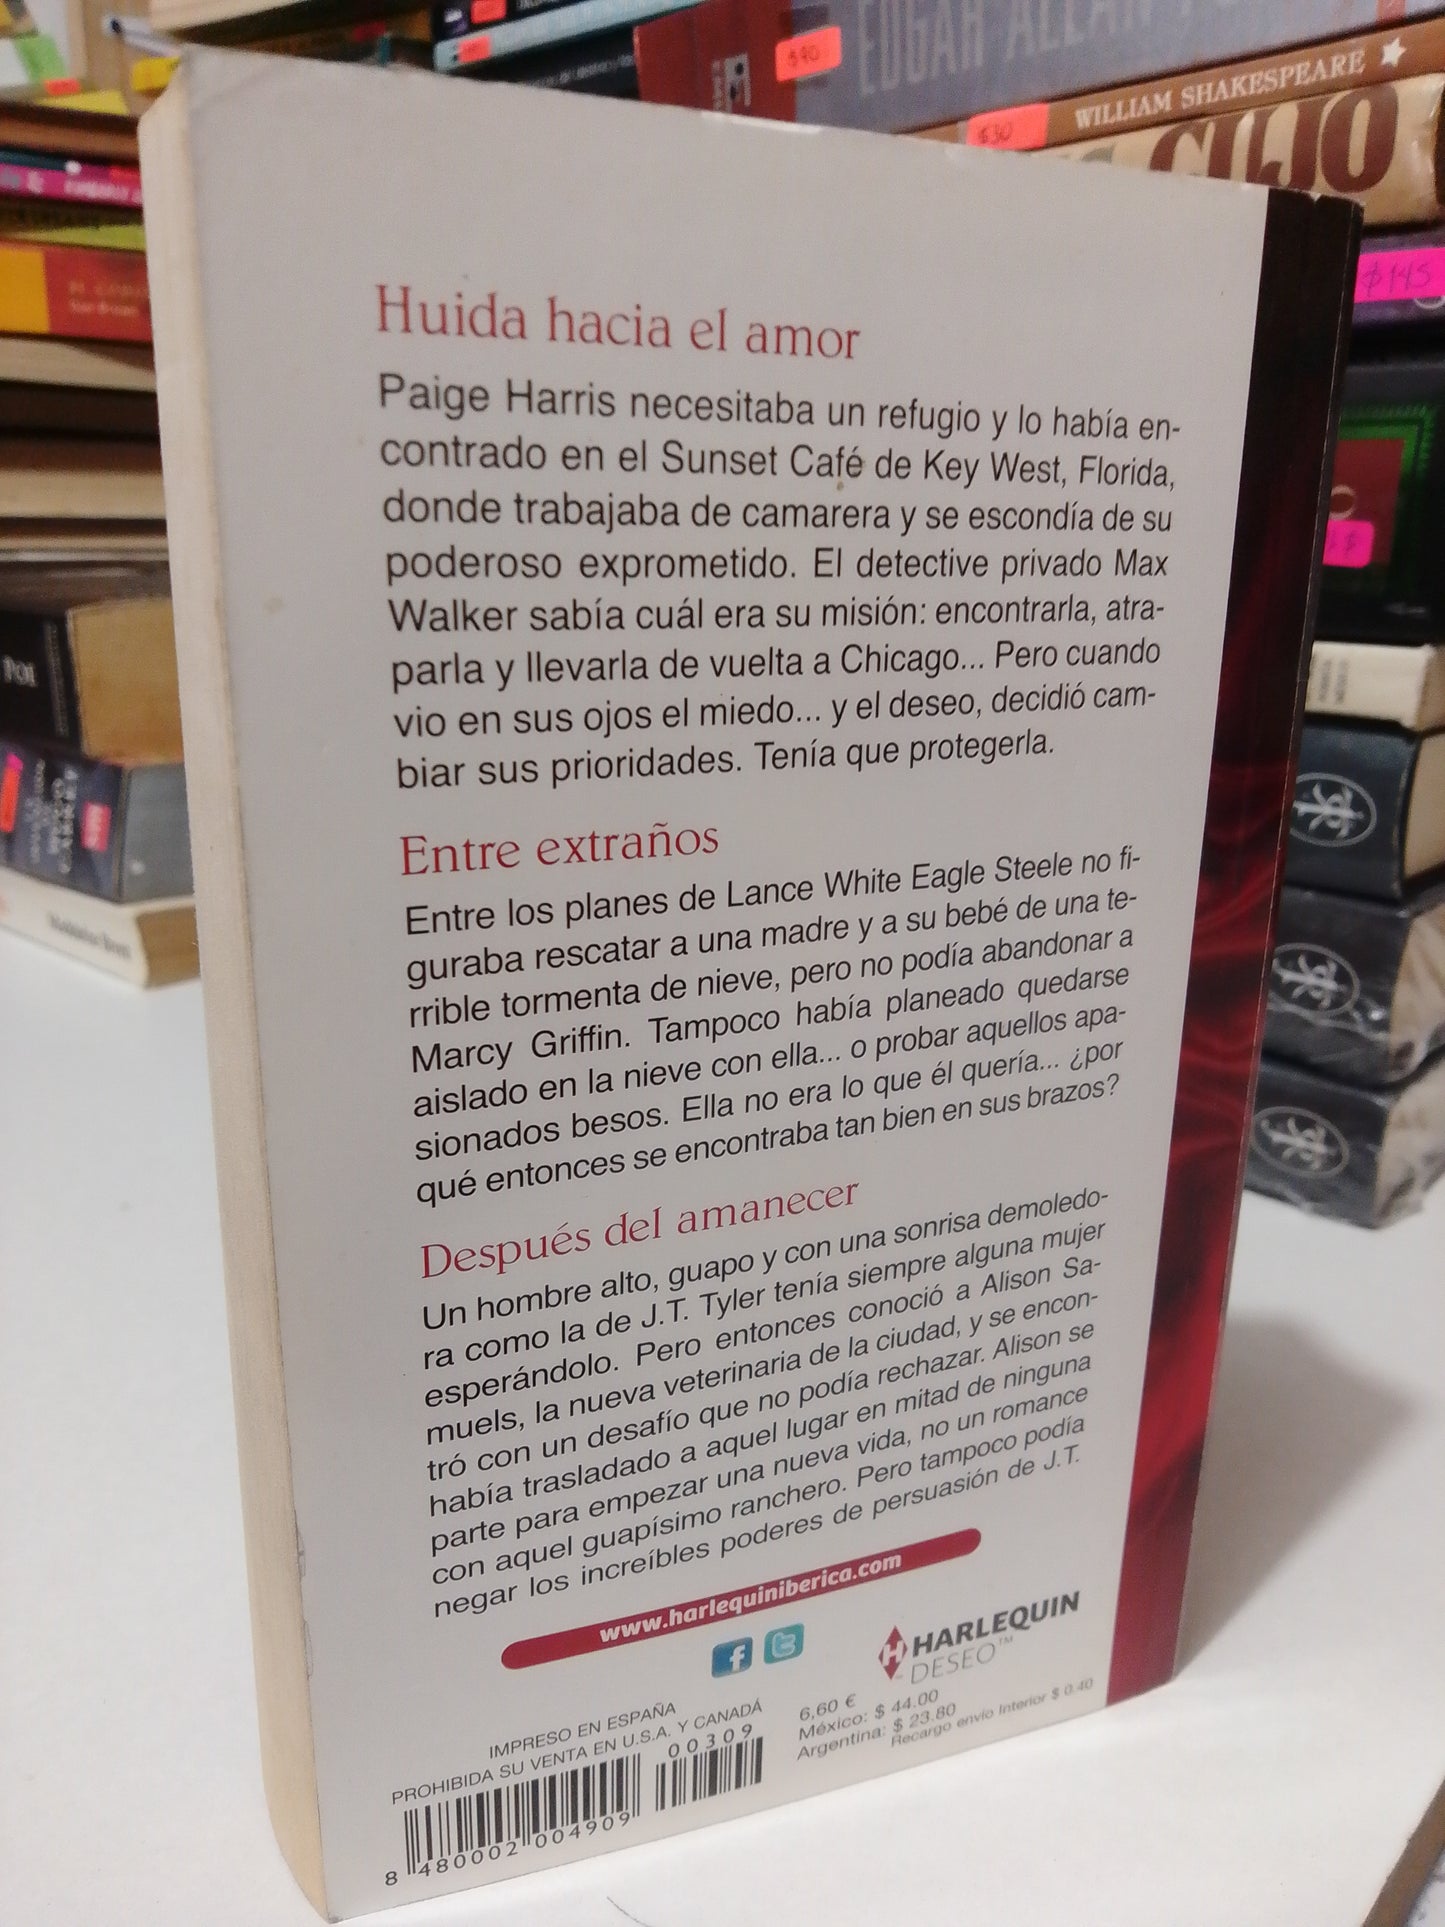 EDGAR ALLAN
$90
WILLIAM SHAKESPEARE
$30
CUJO
$145
Huida hacia el amor
Paige Harris necesitaba un refugio y lo había en-
contrado en el Sunset Café de Key West, Florida,
donde trabajaba de camarera y se escondía de su
poderoso exprometido. El detective privado Max
Walker sabía cuál era su misión: encontrarla, atra-
parla y llevarla de vuelta a Chicago... Pero cuando
vio en sus ojos el miedo... y el deseo, decidió cam-
biar sus prioridades. Tenía que protegerla.
Entre extraños
Entre los planes de Lance White Eagle Steele no fi-
guraba rescatar a una madre y a su bebé de una te-
rrible tormenta de nieve, pero no podía abandonar a
Marcy Griffin. Tampoco había planeado quedarse
aislado en la nieve con ella... o probar aquellos apa-
sionados besos. Ella no era lo que él quería... ¿por
qué entonces se encontraba tan bien en sus brazos?
Después del amanecer
Un hombre alto, guapo y con una sonrisa demoledo-
ra como la de J.T. Tyler tenía siempre alguna mujer
esperándolo. Pero entonces conoció a Alison Sa-
muels, la nueva veterinaria de la ciudad, y se encon-
tró con un desafío que no podía rechazar. Alison se
había trasladado a aquel lugar en mitad de ninguna
parte para empezar una nueva vida, no un romance
con aquel guapísimo ranchero. Pero tampoco podía
negar los increíbles poderes de persuasión de J.T.
www.harlequiniberica.com
HARLEQUIN
DESEO™
IMPRESO EN ESPAÑA
PROHIBIDA SU VENTA EN U.S.A. Y CANADÁ
6,60 €
México: $ 44.00
Argentina: $ 23.80
Recargo envío Interior $ 0.40
00309
8 480002 004909